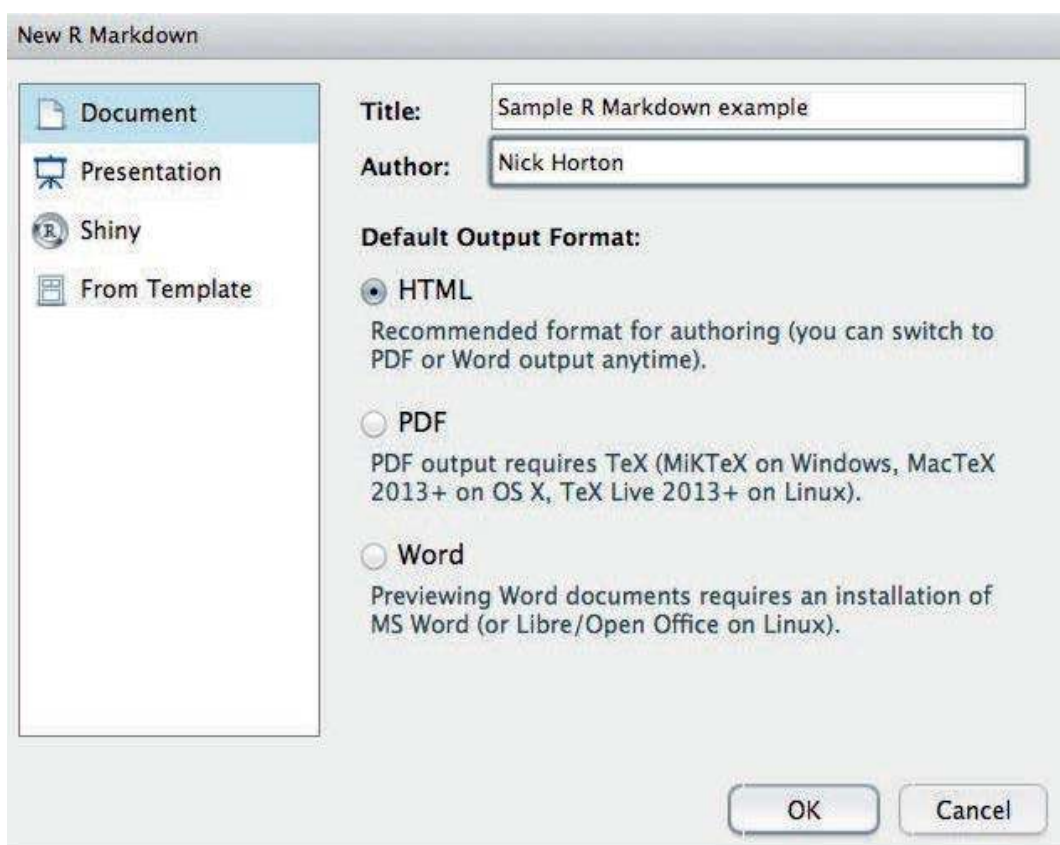 New R Markdown
Document
Presentation
Shiny
From Template
Title:
Sample R Markdown example
Author:
Nick Horton
Default Output Format:
HTML
Recommended format for authoring (you can switch to
PDF or Word output anytime).
PDF
PDF output requires TeX (MiKTeX on Windows, MacTeX
2013+ on OS X, TeX Live 2013+ on Linux).
Word
Previewing Word documents requires an installation of
MS Word (or Libre/Open Office on Linux).
OK
Cancel